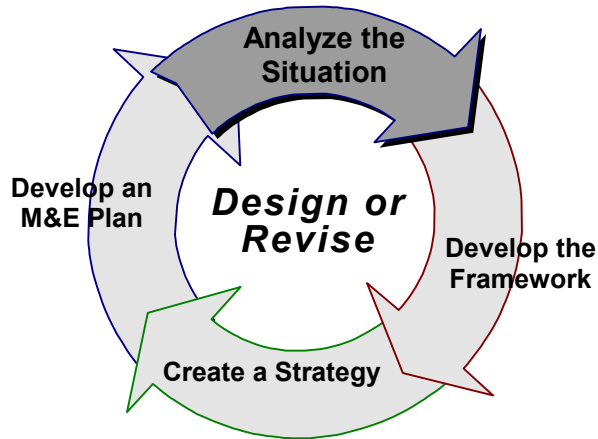 Analyze the
Situation
Develop an
M&E Plan
Design or
Revise
Develop the
Framework
Create a Strategy